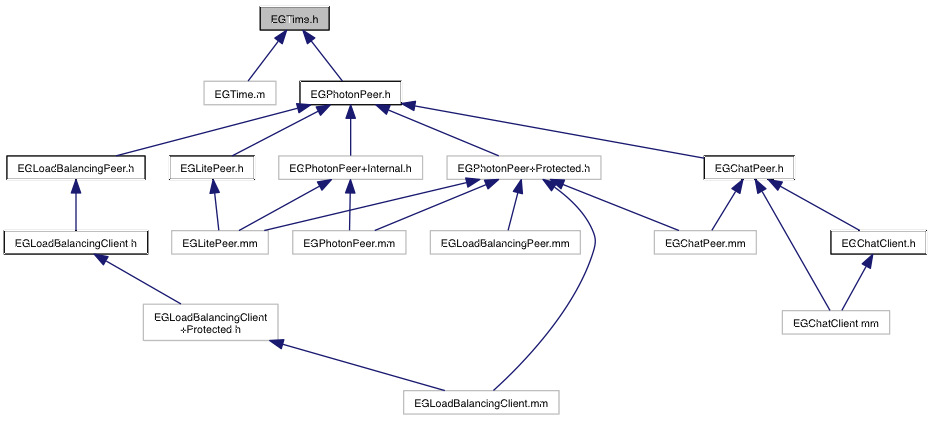 EGTime.h
EGTime.m
EGPhotonPeer.h
EGLoadBalancingPeer.h
EGLitePeer.h
EGPhotonPeer+Internal.h
EGPhotonPeer+Protected.h
EGChatPeer.h
EGLoadBalancingClient.h
EGLitePeer.mm
EGPhotonPeer.mm
EGLoadBalancingPeer.mm
EGChatPeer.mm
EGChatClient.h
EGLoadBalancingClient
+Protected.h
EGChatClient.mm
EGLoadBalancingClient.mm